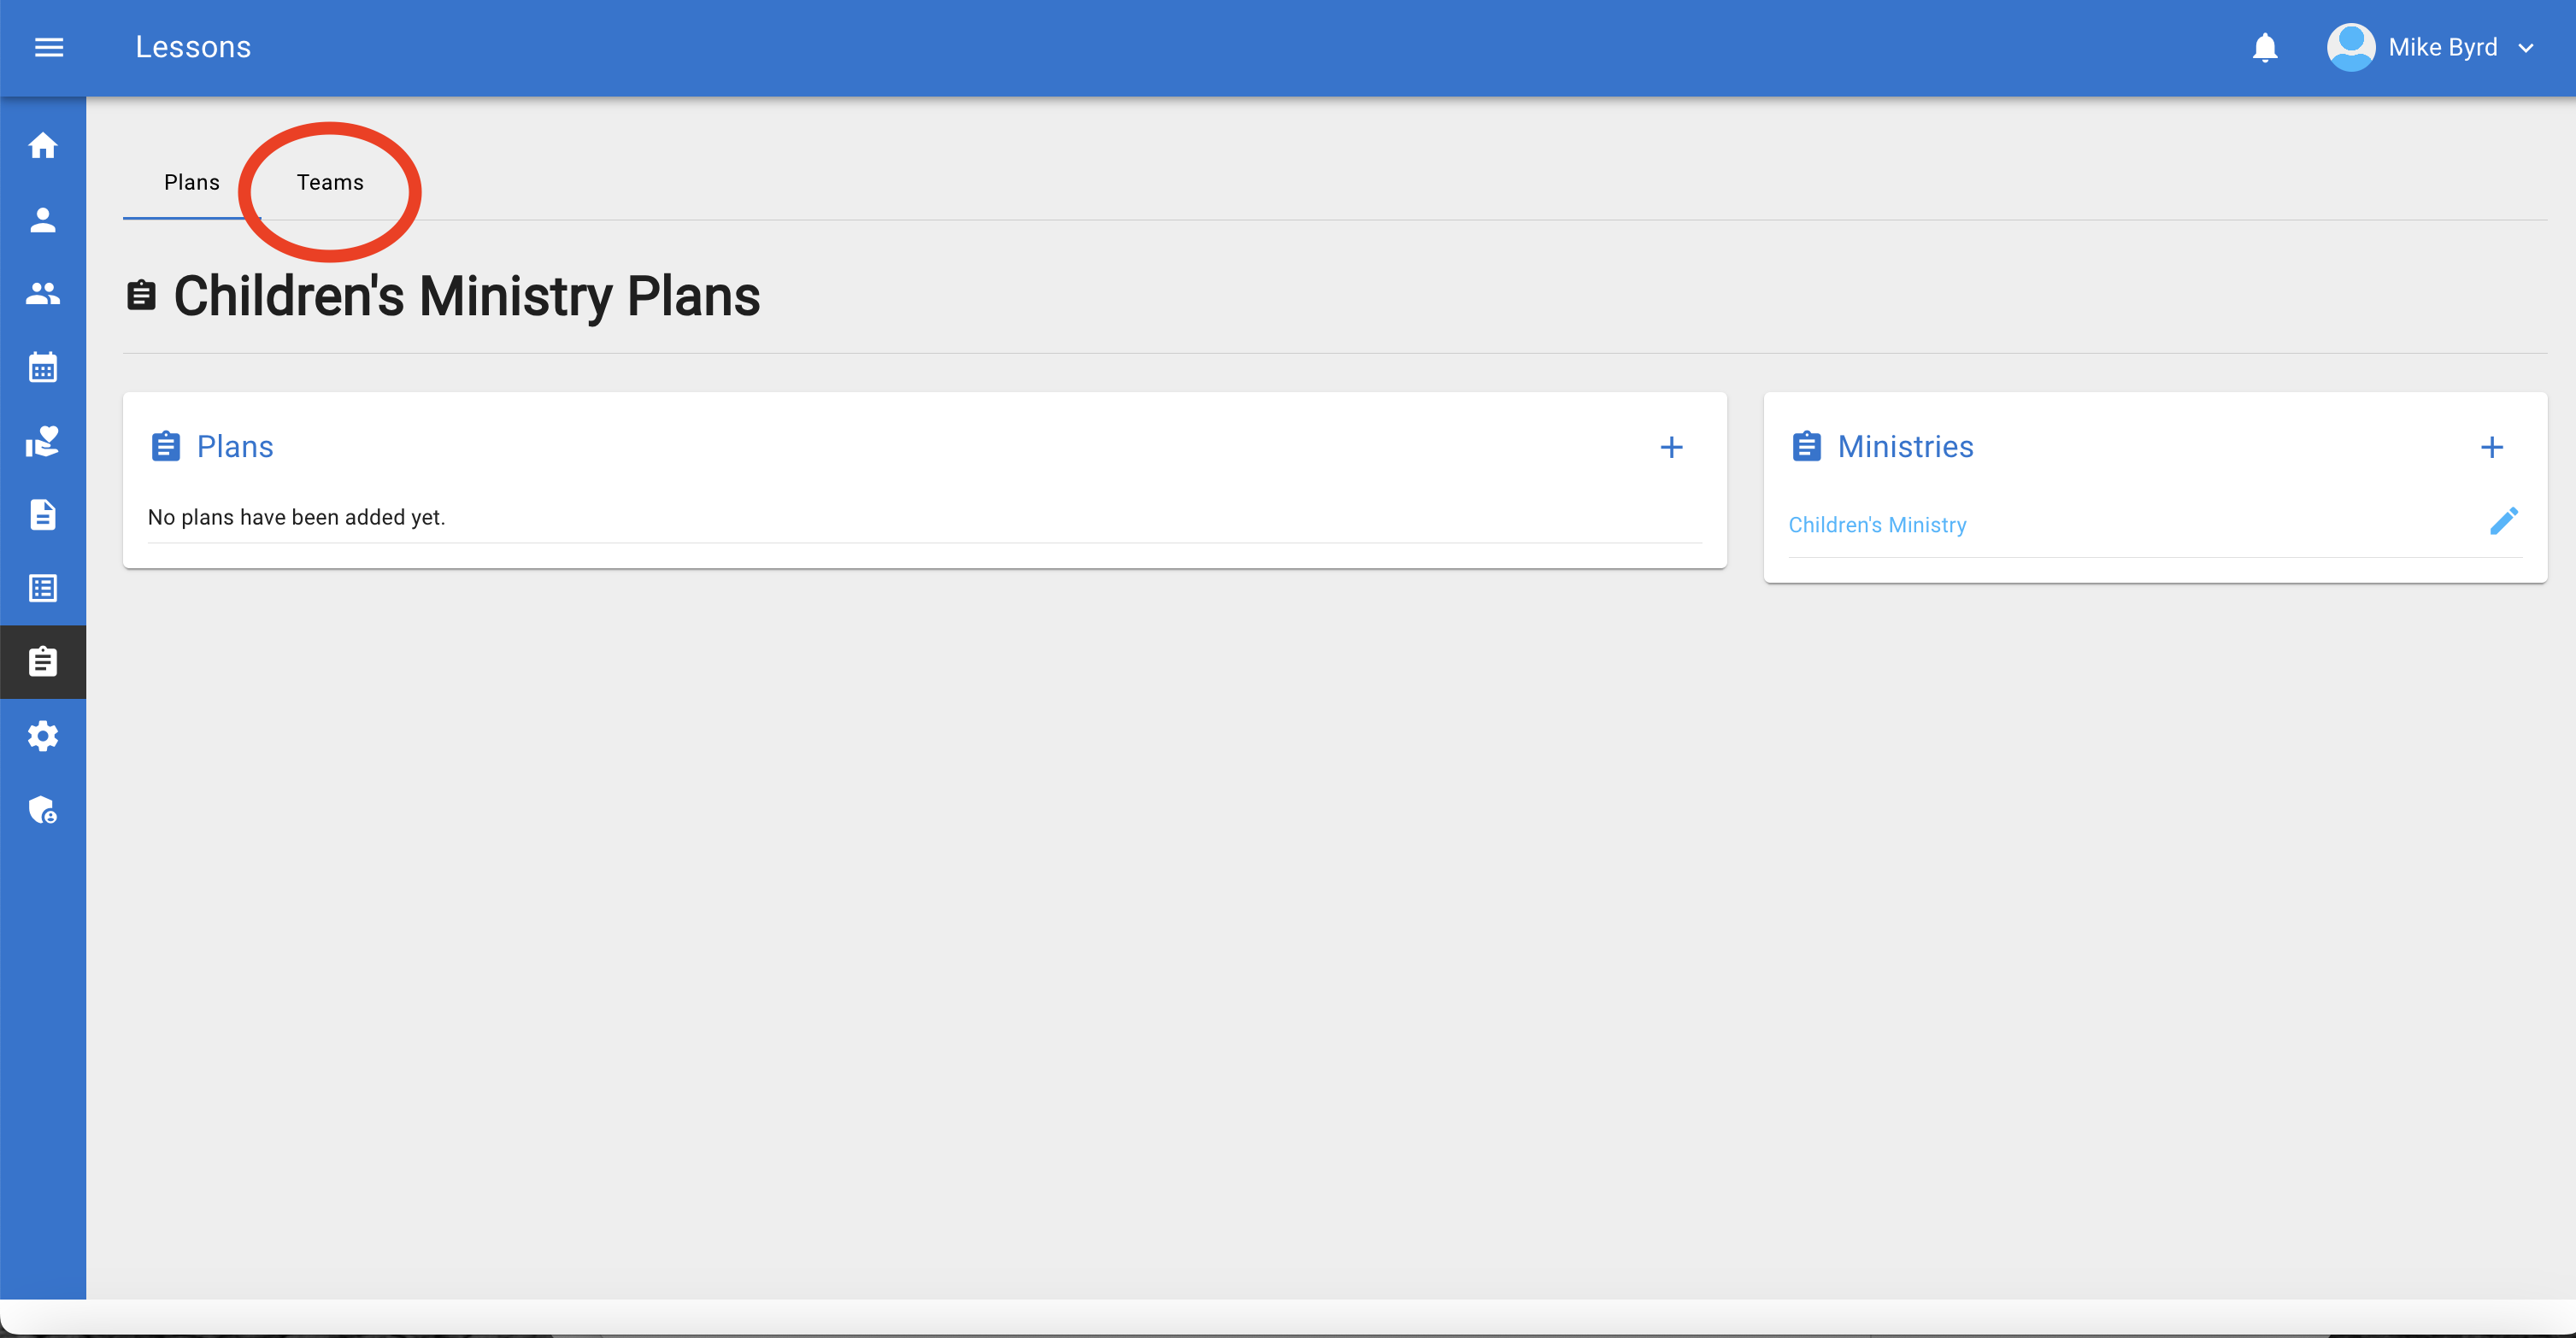 Lessons
Mike Byrd
Plans
Teams
Children's Ministry Plans
Plans
No plans have been added yet.
Ministries
Children's Ministry